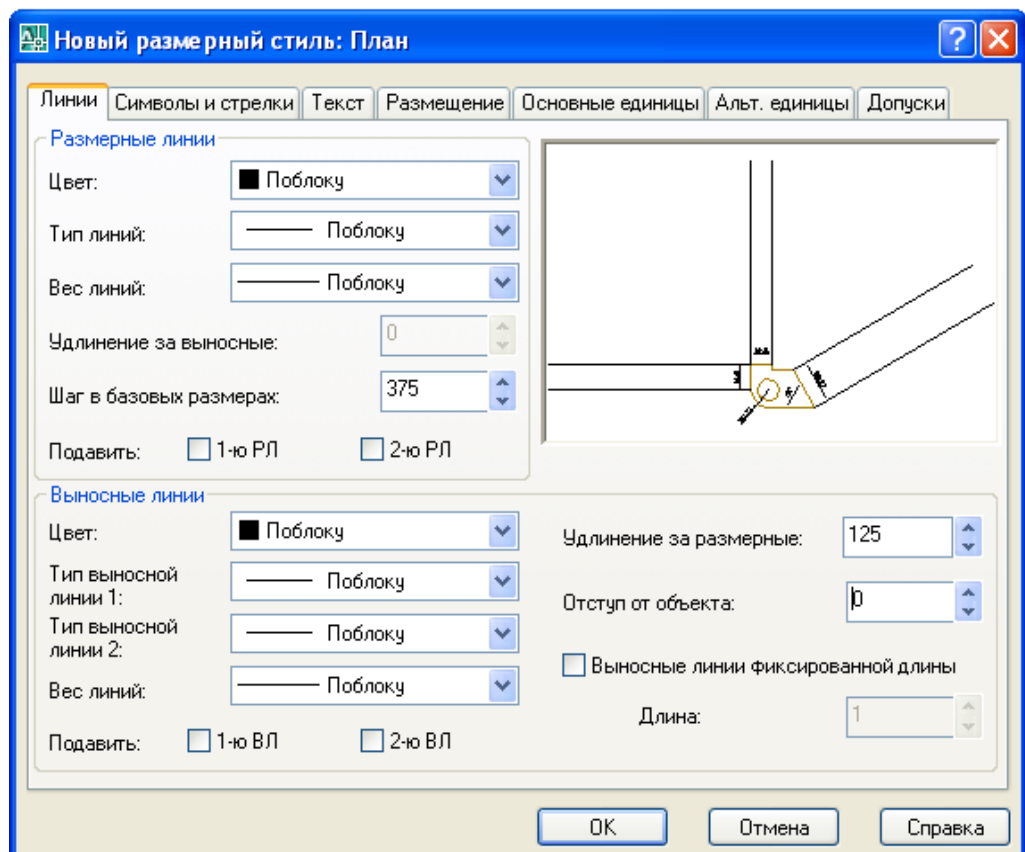 Новый размерный стиль: План
Линии Символы и стрелки Текст Размещение Основные единицы Альт. единицы Допуски
Размерные линии
Цвет: Поблоку
Тип линий: Поблоку
Вес линий: Поблоку
Удлинение за выносные: 0
Шаг в базовых размерах: 375
Подавить: 1-ю РЛ 2-ю РЛ
Выносные линии
Цвет: Поблоку
Тип выносной
линии 1: Поблоку
Тип выносной
линии 2: Поблоку
Вес линий: Поблоку
Подавить: 1-ю ВЛ 2-ю ВЛ
Удлинение за размерные: 125
Отступ от объекта: 0
Выносные линии фиксированной длины
Длина: 1
OK Отмена Справка